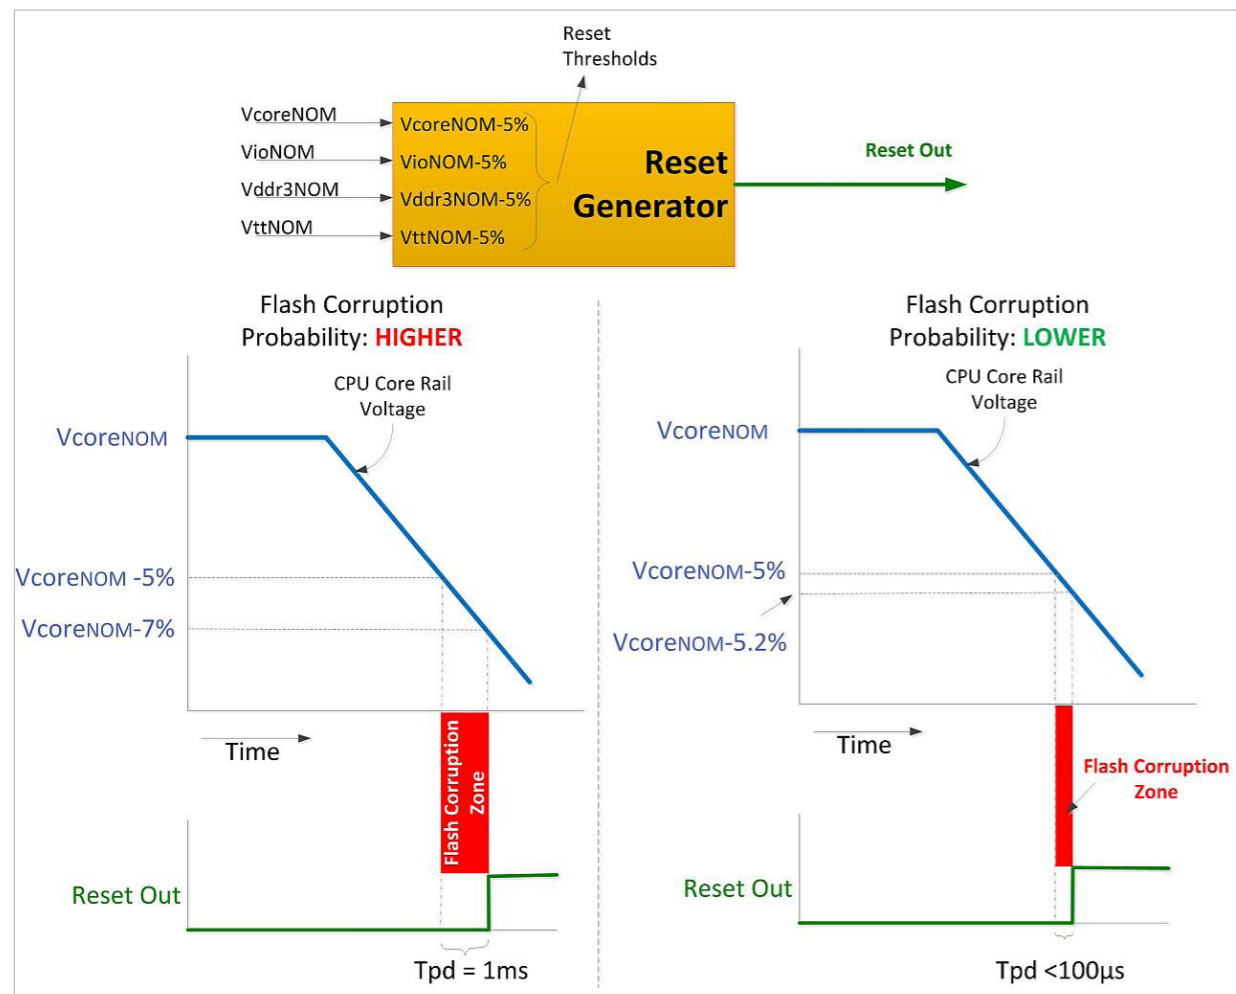 Reset
Thresholds
VcoreNOM
VioNOM
Vddr3NOM
VttNOM
VcoreNOM-5%
VioNOM-5%
Vddr3NOM-5%
VttNOM-5%
Reset
Generator
Reset Out
Flash Corruption
Probability: HIGHER
CPU Core Rail
Voltage
VcoreNOM
VcoreNOM -5%
VcoreNOM-7%
Time
Flash Corruption
Zone
Reset Out
Tpd = 1ms
Flash Corruption
Probability: LOWER
CPU Core Rail
Voltage
VcoreNOM
VcoreNOM-5%
VcoreNOM-5.2%
Time
Flash Corruption
Zone
Reset Out
Tpd <100µs